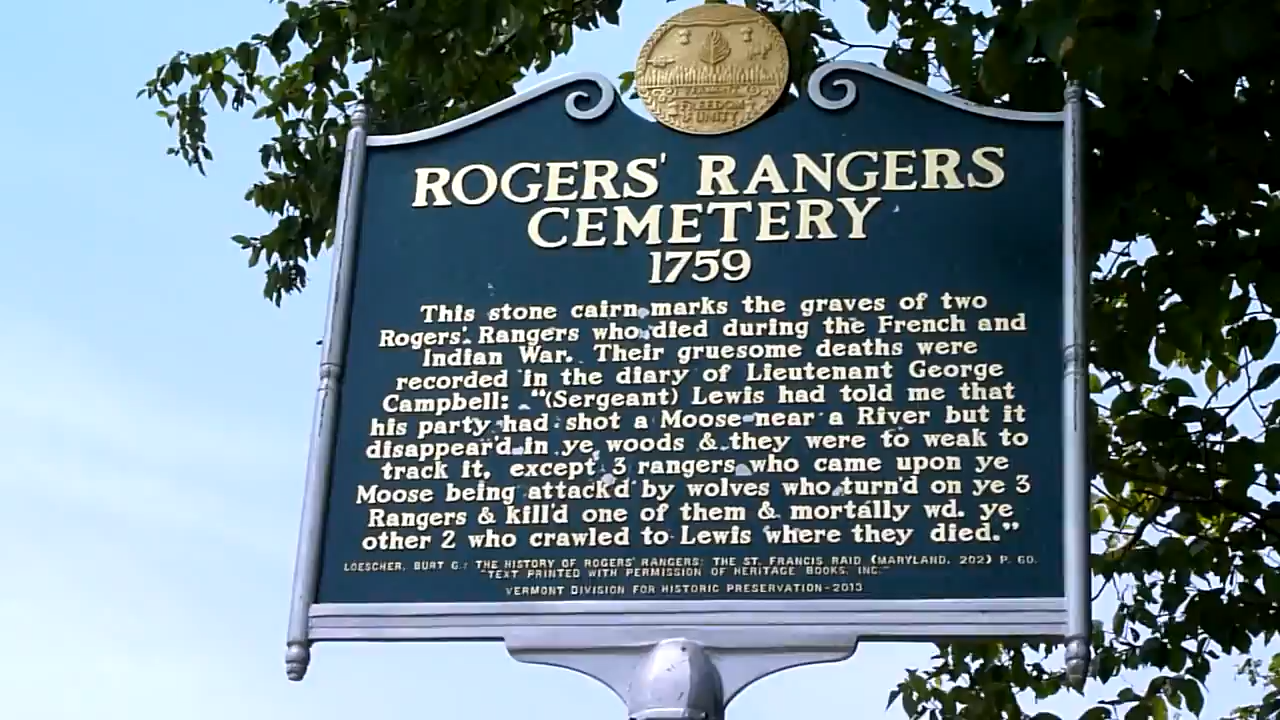 FREEDOM
& UNITY
ROGERS' RANGERS
CEMETERY
1759
This stone cairn marks the graves of two
Rogers' Rangers who died during the French and
Indian War. Their gruesome deaths were
recorded in the diary of Lieutenant George
Campbell: "(Sergeant) Lewis had told me that
his party had shot a Moose near a River but it
disappear'd in ye woods & they were to weak to
track it, except 3 rangers who came upon ye
Moose being attack'd by wolves who turn'd on ye 3
Rangers & kill'd one of them & mortally wd. ye
other 2 who crawled to Lewis where they died."
LOESCHER, BURT G.: THE HISTORY OF ROGERS' RANGERS: THE ST. FRANCIS RAID (MARYLAND, 202) P. 60.
"TEXT PRINTED WITH PERMISSION OF HERITAGE BOOKS, INC."
VERMONT DIVISION FOR HISTORIC PRESERVATION-2013